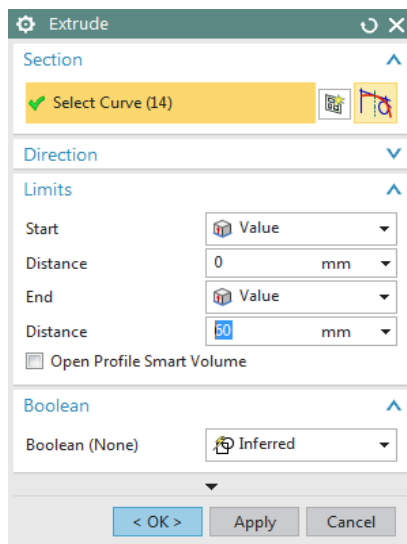 Extrude
Section
Select Curve (14)
Direction
Limits
Start Value
Distance 0 mm
End Value
Distance 60 mm
Open Profile Smart Volume
Boolean
Boolean (None) Inferred
< OK > Apply Cancel